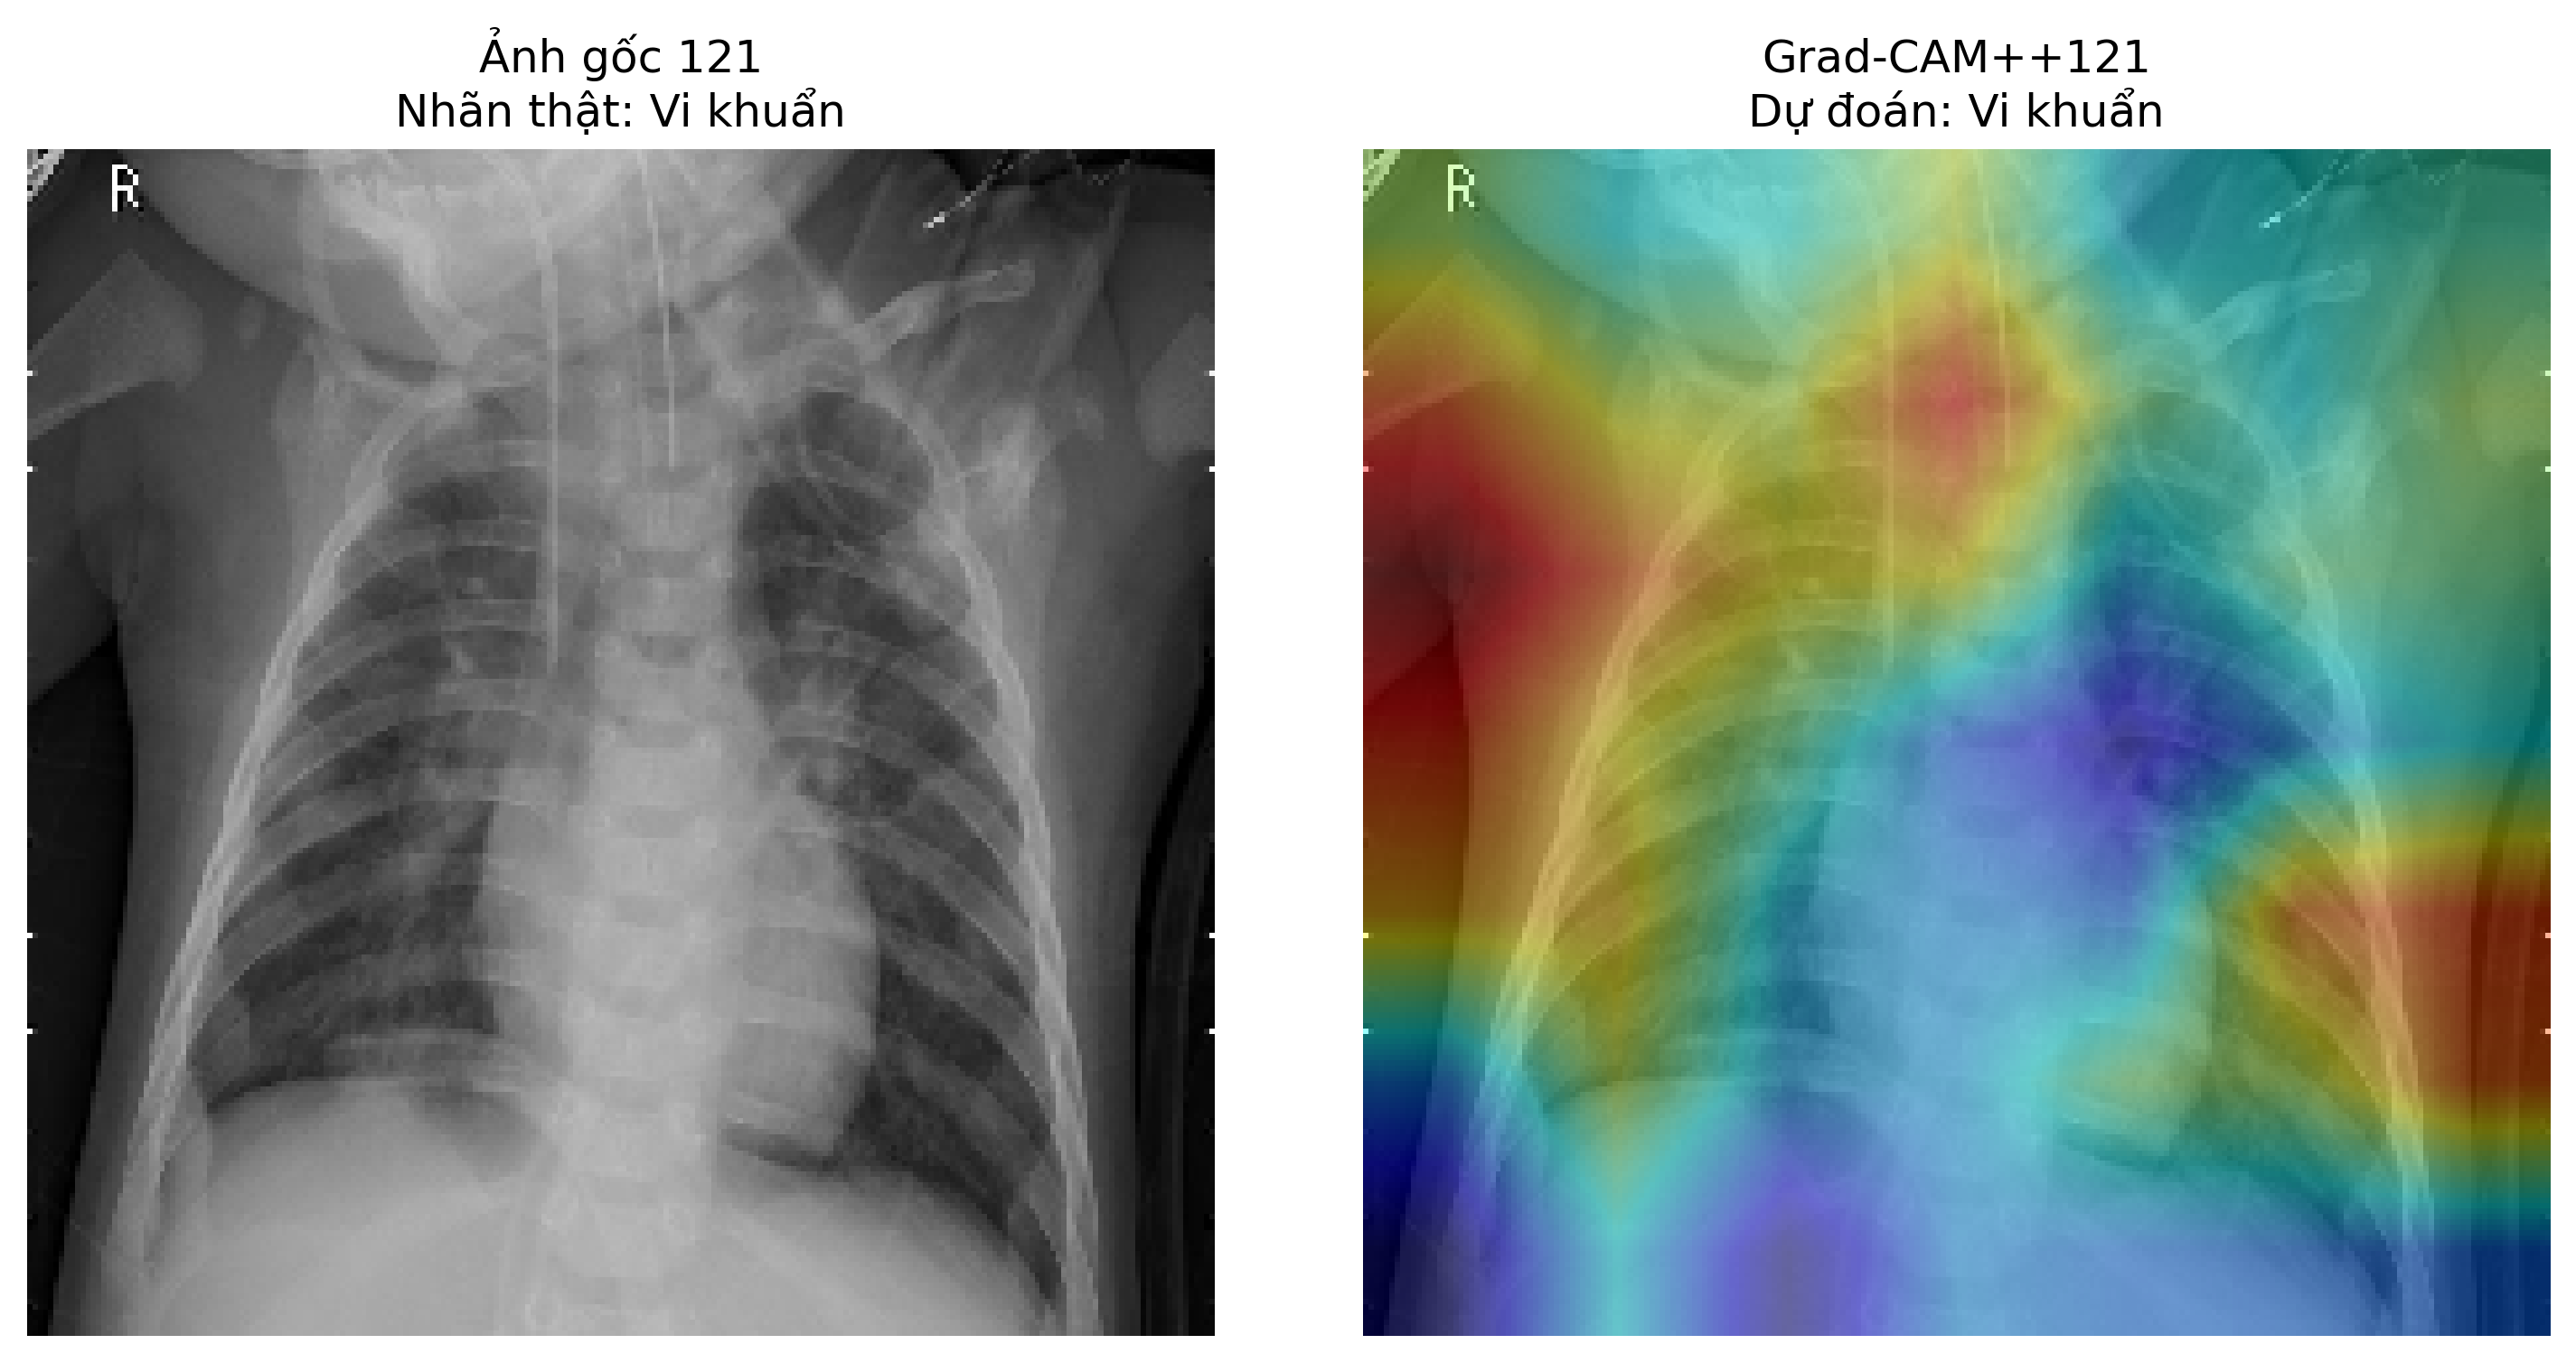 Ảnh gốc 121
Nhãn thật: Vi khuẩn
R
Grad-CAM++121
Dự đoán: Vi khuẩn
R